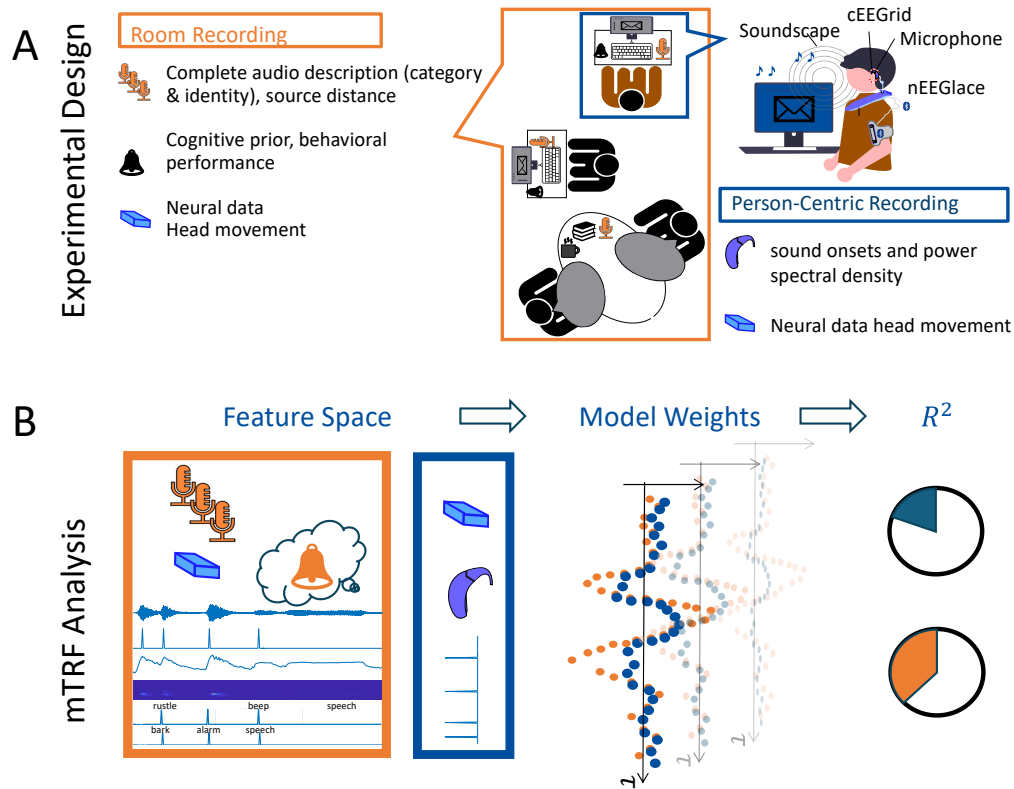 A
Experimental Design
Room Recording
Complete audio description (category
& identity), source distance
Cognitive prior, behavioral
performance
Neural data
Head movement
Soundscape
cEEGrid
Microphone
nEEGlace
Person-Centric Recording
sound onsets and power
spectral density
Neural data head movement
B
mTRF Analysis
Feature Space
Model Weights
R²
rustle beep speech
bark alarm speech
τ
τ
τ